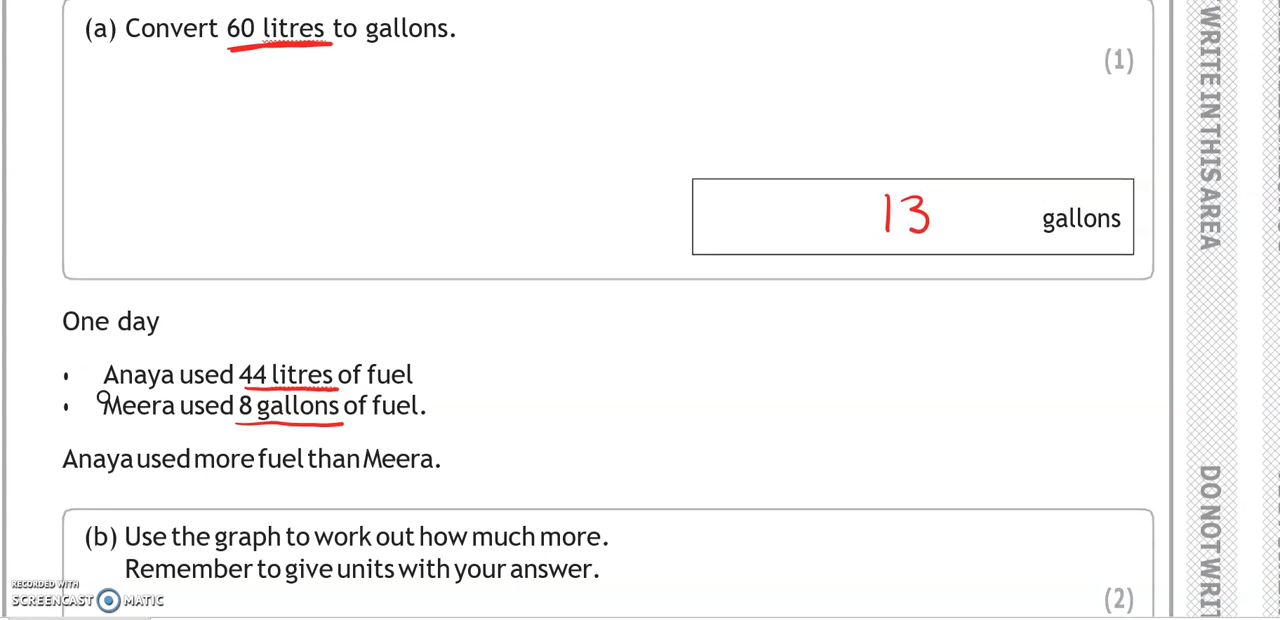 (a) Convert 60 litres to gallons.
(1)
13 gallons
One day
• Anaya used 44 litres of fuel
• Meera used 8 gallons of fuel.
Anaya used more fuel than Meera.
(b) Use the graph to work out how much more.
Remember to give units with your answer.
(2)
WRITE IN THIS AREA
DO NOT WRIT
RECORDED WITH
SCREENCAST MATIC